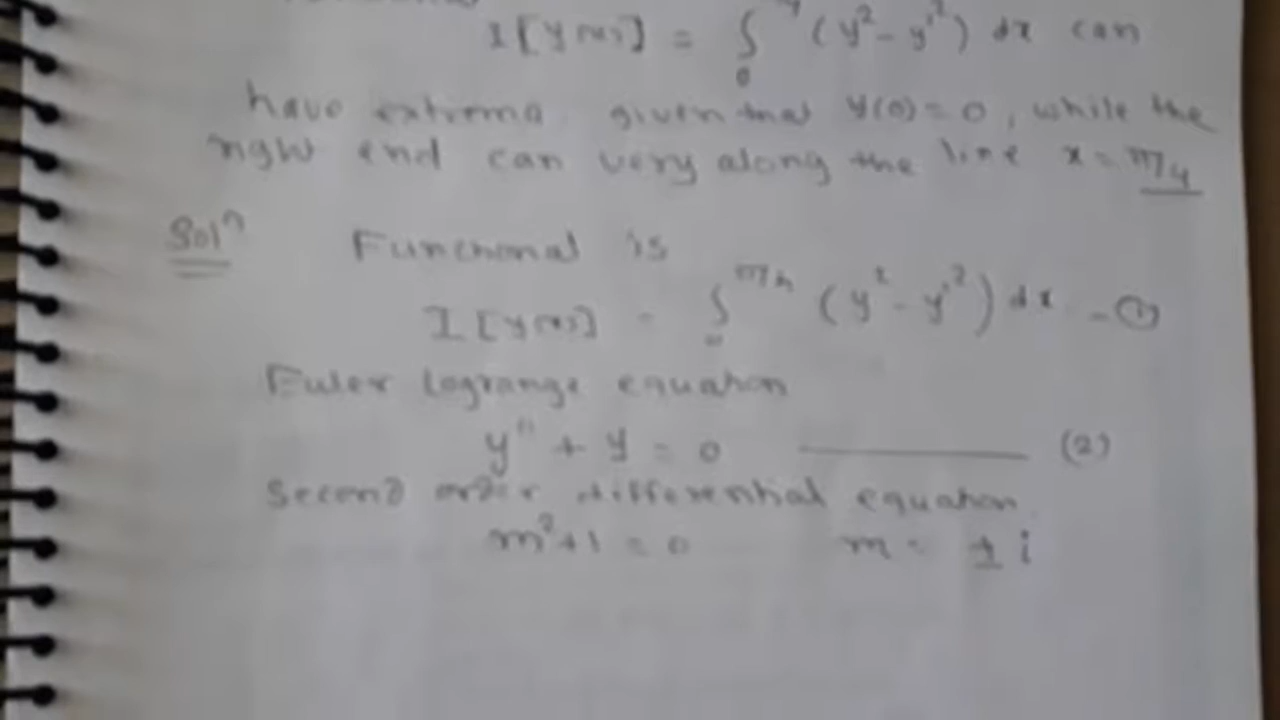 I [y(x)] = ∫₀ (y² - y'²) dx can
have extrema given that y(0) = 0, while the
right end can very along the line x = π/4
Solⁿ Functional is
I [y(x)] = ∫₀^π/4 (y² - y'²) dx - ①
Euler Lagrange equation
y'' + y = 0 (2)
Second order differential equation
m² + 1 = 0 m = ± i